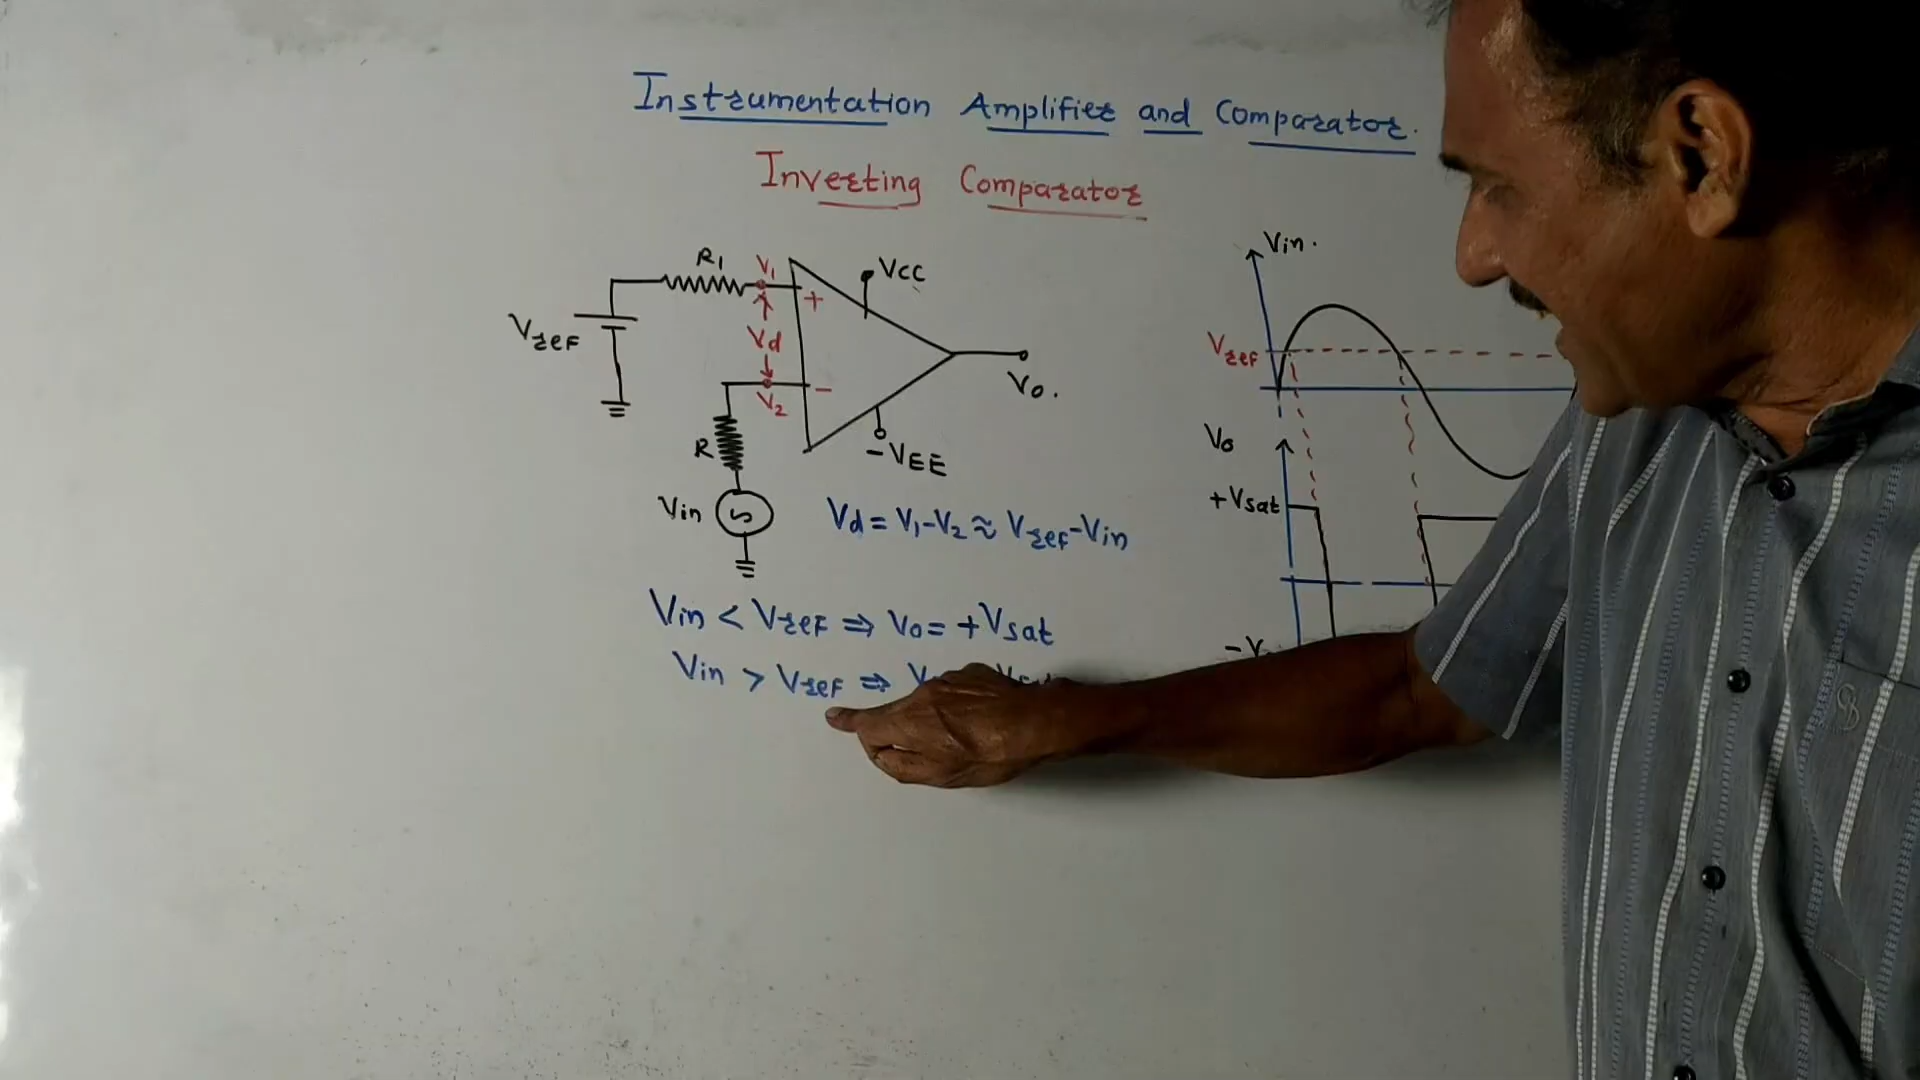 Instrumentation Amplifier and Comparator.
Inverting Comparator
R1
V1
+
VCC
Vref
Vd
V2
-
Vo.
R
-VEE
Vin
Vd = V1-V2 ≈ Vref-Vin
Vin < Vref ⇒ Vo= +Vsat
Vin > Vref ⇒
Vin.
Vref
Vo
+Vsat